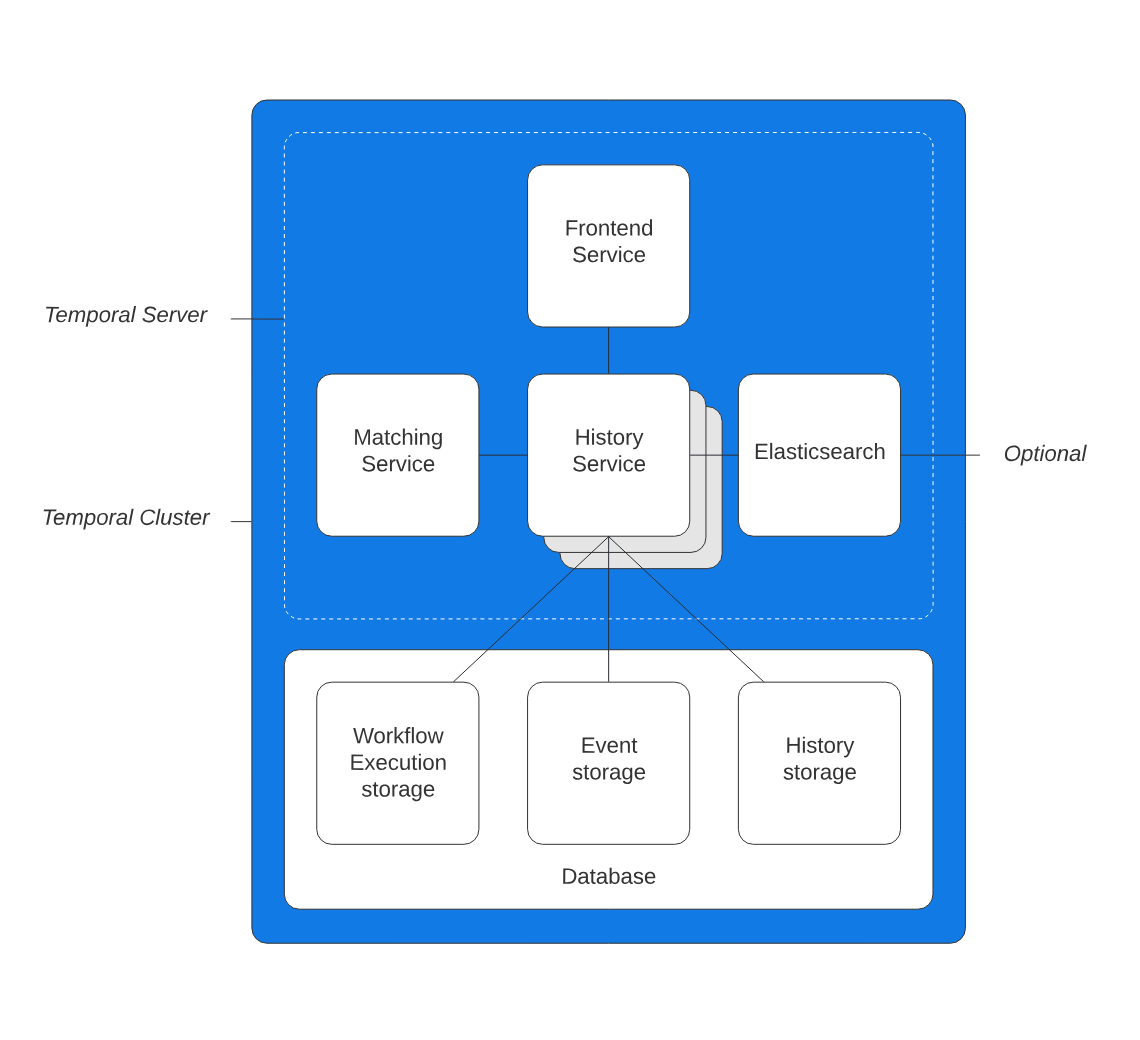 Frontend
Service
Temporal Server
Matching
Service
History
Service
Elasticsearch
Optional
Temporal Cluster
Workflow
Execution
storage
Event
storage
History
storage
Database